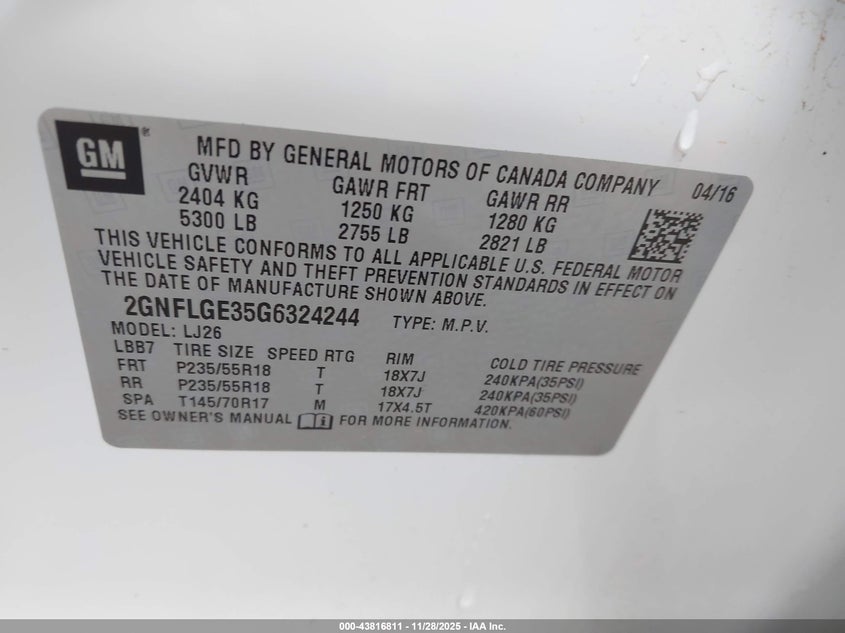 GM ®
MFD BY GENERAL MOTORS OF CANADA COMPANY 04/16
GVWR GAWR FRT GAWR RR
2404 KG 1250 KG 1280 KG
5300 LB 2755 LB 2821 LB
THIS VEHICLE CONFORMS TO ALL APPLICABLE U.S. FEDERAL MOTOR
VEHICLE SAFETY AND THEFT PREVENTION STANDARDS IN EFFECT ON
THE DATE OF MANUFACTURE SHOWN ABOVE.
2GNFLGE35G6324244 TYPE: M.P.V.
MODEL: LJ26
LBB7 TIRE SIZE SPEED RTG RIM COLD TIRE PRESSURE
FRT P235/55R18 T 18X7J 240KPA(35PSI)
RR P235/55R18 T 18X7J 240KPA(35PSI)
SPA T145/70R17 M 17X4.5T 420KPA(60PSI)
SEE OWNER'S MANUAL i FOR MORE INFORMATION.
000-43816811 — 11/28/2025 — IAA Inc.